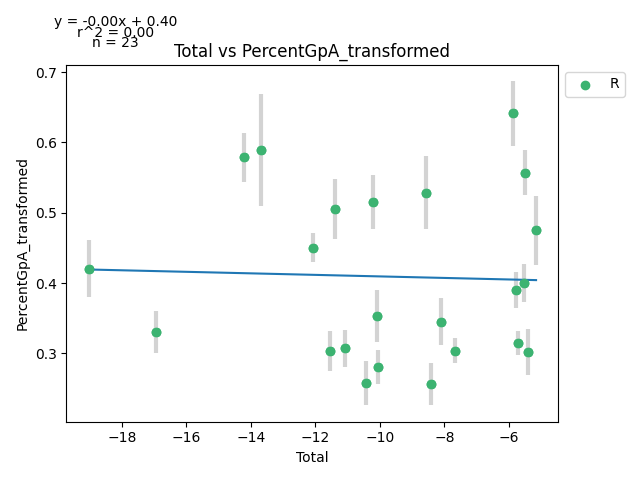 y = -0.00x + 0.40
r^2 = 0.00
n = 23
Total vs PercentGpA_transformed
R
PercentGpA_transformed
0.7
0.6
0.5
0.4
0.3
−18 −16 −14 −12 −10 −8 −6
Total